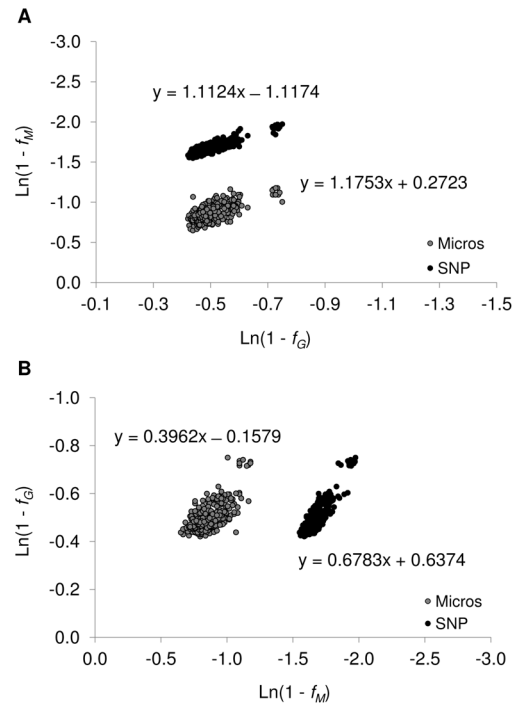 A
-3.0
-2.5
-2.0
-1.5
-1.0
-0.5
0.0
Ln(1 - fM)
y = 1.1124x – 1.1174
y = 1.1753x + 0.2723
Micros
SNP
-0.1 -0.3 -0.5 -0.7 -0.9 -1.1 -1.3 -1.5
Ln(1 - fG)
B
-1.0
-0.8
-0.6
-0.4
-0.2
0.0
Ln(1 - fG)
y = 0.3962x – 0.1579
y = 0.6783x + 0.6374
Micros
SNP
0.0 -0.5 -1.0 -1.5 -2.0 -2.5 -3.0
Ln(1 - fM)